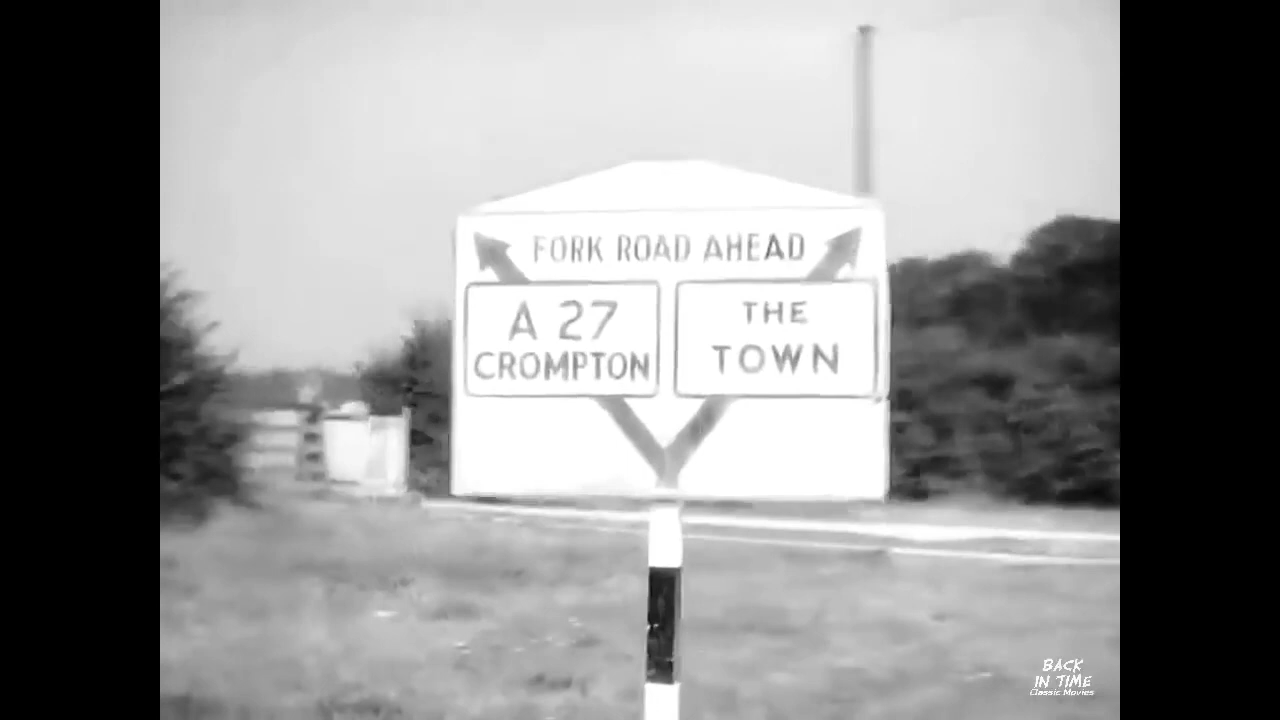 FORK ROAD AHEAD
A 27
CROMPTON
THE
TOWN
BACK
IN TIME
Classic Movies